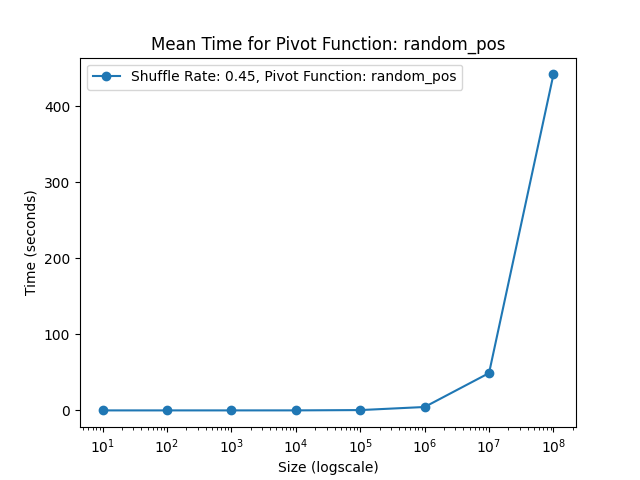 Mean Time for Pivot Function: random_pos
Shuffle Rate: 0.45, Pivot Function: random_pos
Time (seconds)
400
300
200
100
0
10¹ 10² 10³ 10⁴ 10⁵ 10⁶ 10⁷ 10⁸
Size (logscale)